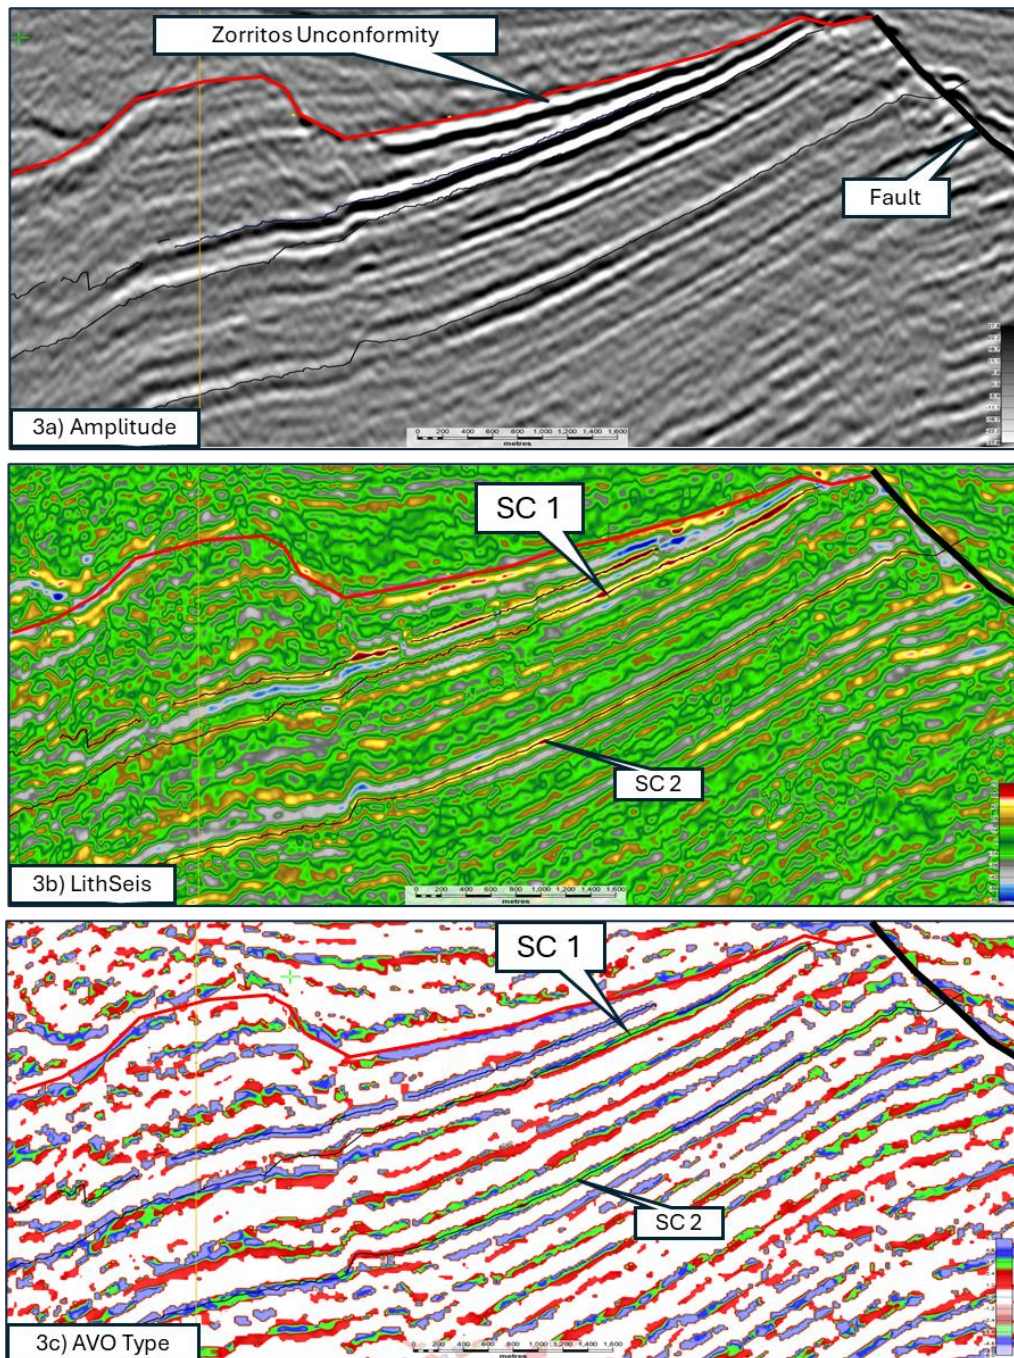 Zorritos Unconformity
Fault
3a) Amplitude
0 200 400 600 800 1,000 1,200 1,400 1,600
metres
SC 1
SC 2
3b) LithSeis
0 200 400 600 800 1,000 1,200 1,400 1,600
metres
SC 1
SC 2
3c) AVO Type
0 200 400 600 800 1,000 1,200 1,400 1,600
metres